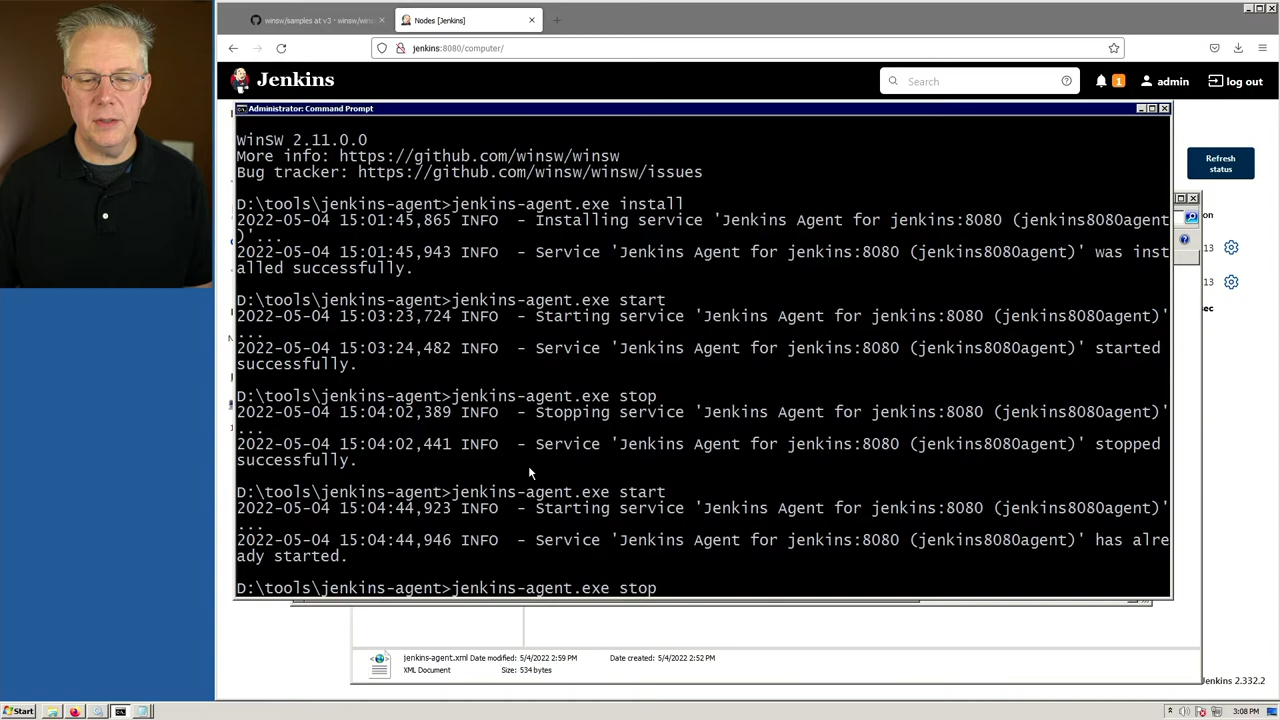 winsw/samples at v3 · winsw/wins
Nodes [Jenkins]
jenkins:8080/computer/
Jenkins
Search
1
admin
log out
Administrator: Command Prompt
WinSW 2.11.0.0
More info: https://github.com/winsw/winsw
Bug tracker: https://github.com/winsw/winsw/issues
D:\tools\jenkins-agent>jenkins-agent.exe install
2022-05-04 15:01:45,865 INFO  - Installing service 'Jenkins Agent for jenkins:8080 (jenkins8080agent
)'...
2022-05-04 15:01:45,943 INFO  - Service 'Jenkins Agent for jenkins:8080 (jenkins8080agent)' was inst
alled successfully.
D:\tools\jenkins-agent>jenkins-agent.exe start
2022-05-04 15:03:23,724 INFO  - Starting service 'Jenkins Agent for jenkins:8080 (jenkins8080agent)'
...
2022-05-04 15:03:24,482 INFO  - Service 'Jenkins Agent for jenkins:8080 (jenkins8080agent)' started
successfully.
D:\tools\jenkins-agent>jenkins-agent.exe stop
2022-05-04 15:04:02,389 INFO  - Stopping service 'Jenkins Agent for jenkins:8080 (jenkins8080agent)'
...
2022-05-04 15:04:02,441 INFO  - Service 'Jenkins Agent for jenkins:8080 (jenkins8080agent)' stopped
successfully.
D:\tools\jenkins-agent>jenkins-agent.exe start
2022-05-04 15:04:44,923 INFO  - Starting service 'Jenkins Agent for jenkins:8080 (jenkins8080agent)'
...
2022-05-04 15:04:44,946 INFO  - Service 'Jenkins Agent for jenkins:8080 (jenkins8080agent)' has alre
ady started.
D:\tools\jenkins-agent>jenkins-agent.exe stop
Refresh
status
on
13
13
sec
jenkins-agent.xml Date modified: 5/4/2022 2:59 PM Date created: 5/4/2022 2:52 PM
XML Document Size: 534 bytes
Jenkins 2.332.2
Start
3:08 PM